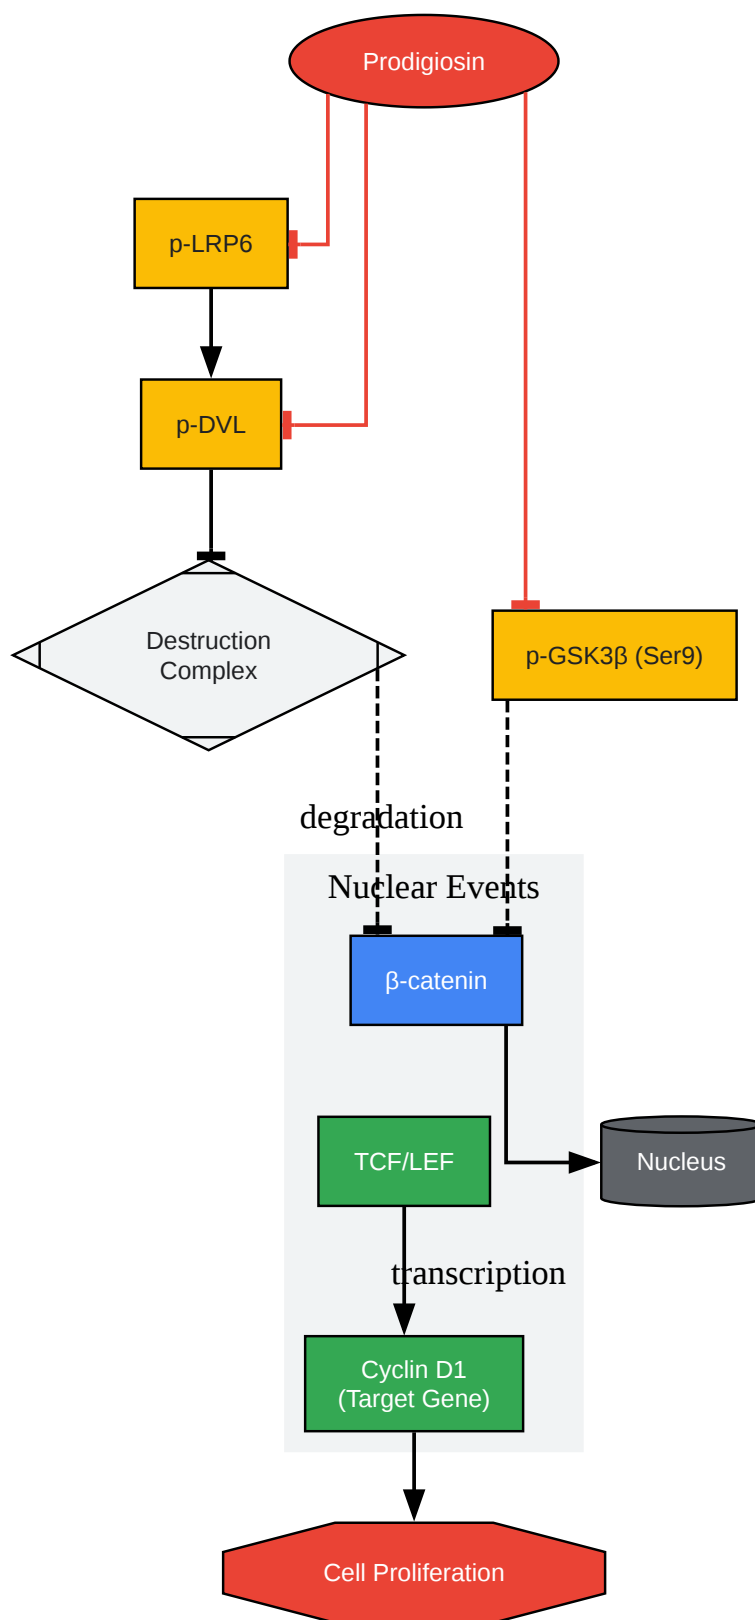 Prodigiosin
p-LRP6
p-DVL
Destruction
Complex
p-GSK3β (Ser9)
degradation
Nuclear Events
β-catenin
TCF/LEF
Nucleus
transcription
Cyclin D1
(Target Gene)
Cell Proliferation